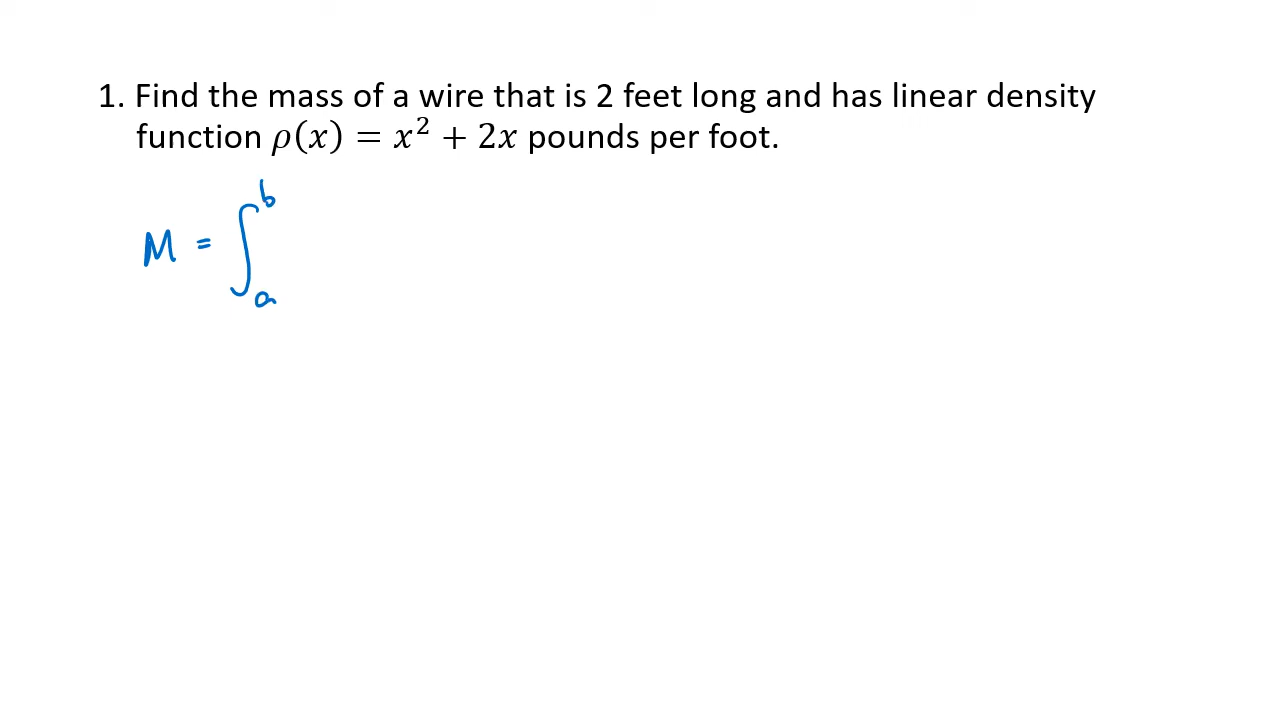 1. Find the mass of a wire that is 2 feet long and has linear density
function ρ(x) = x² + 2x pounds per foot.
M = ∫ₐᵇ